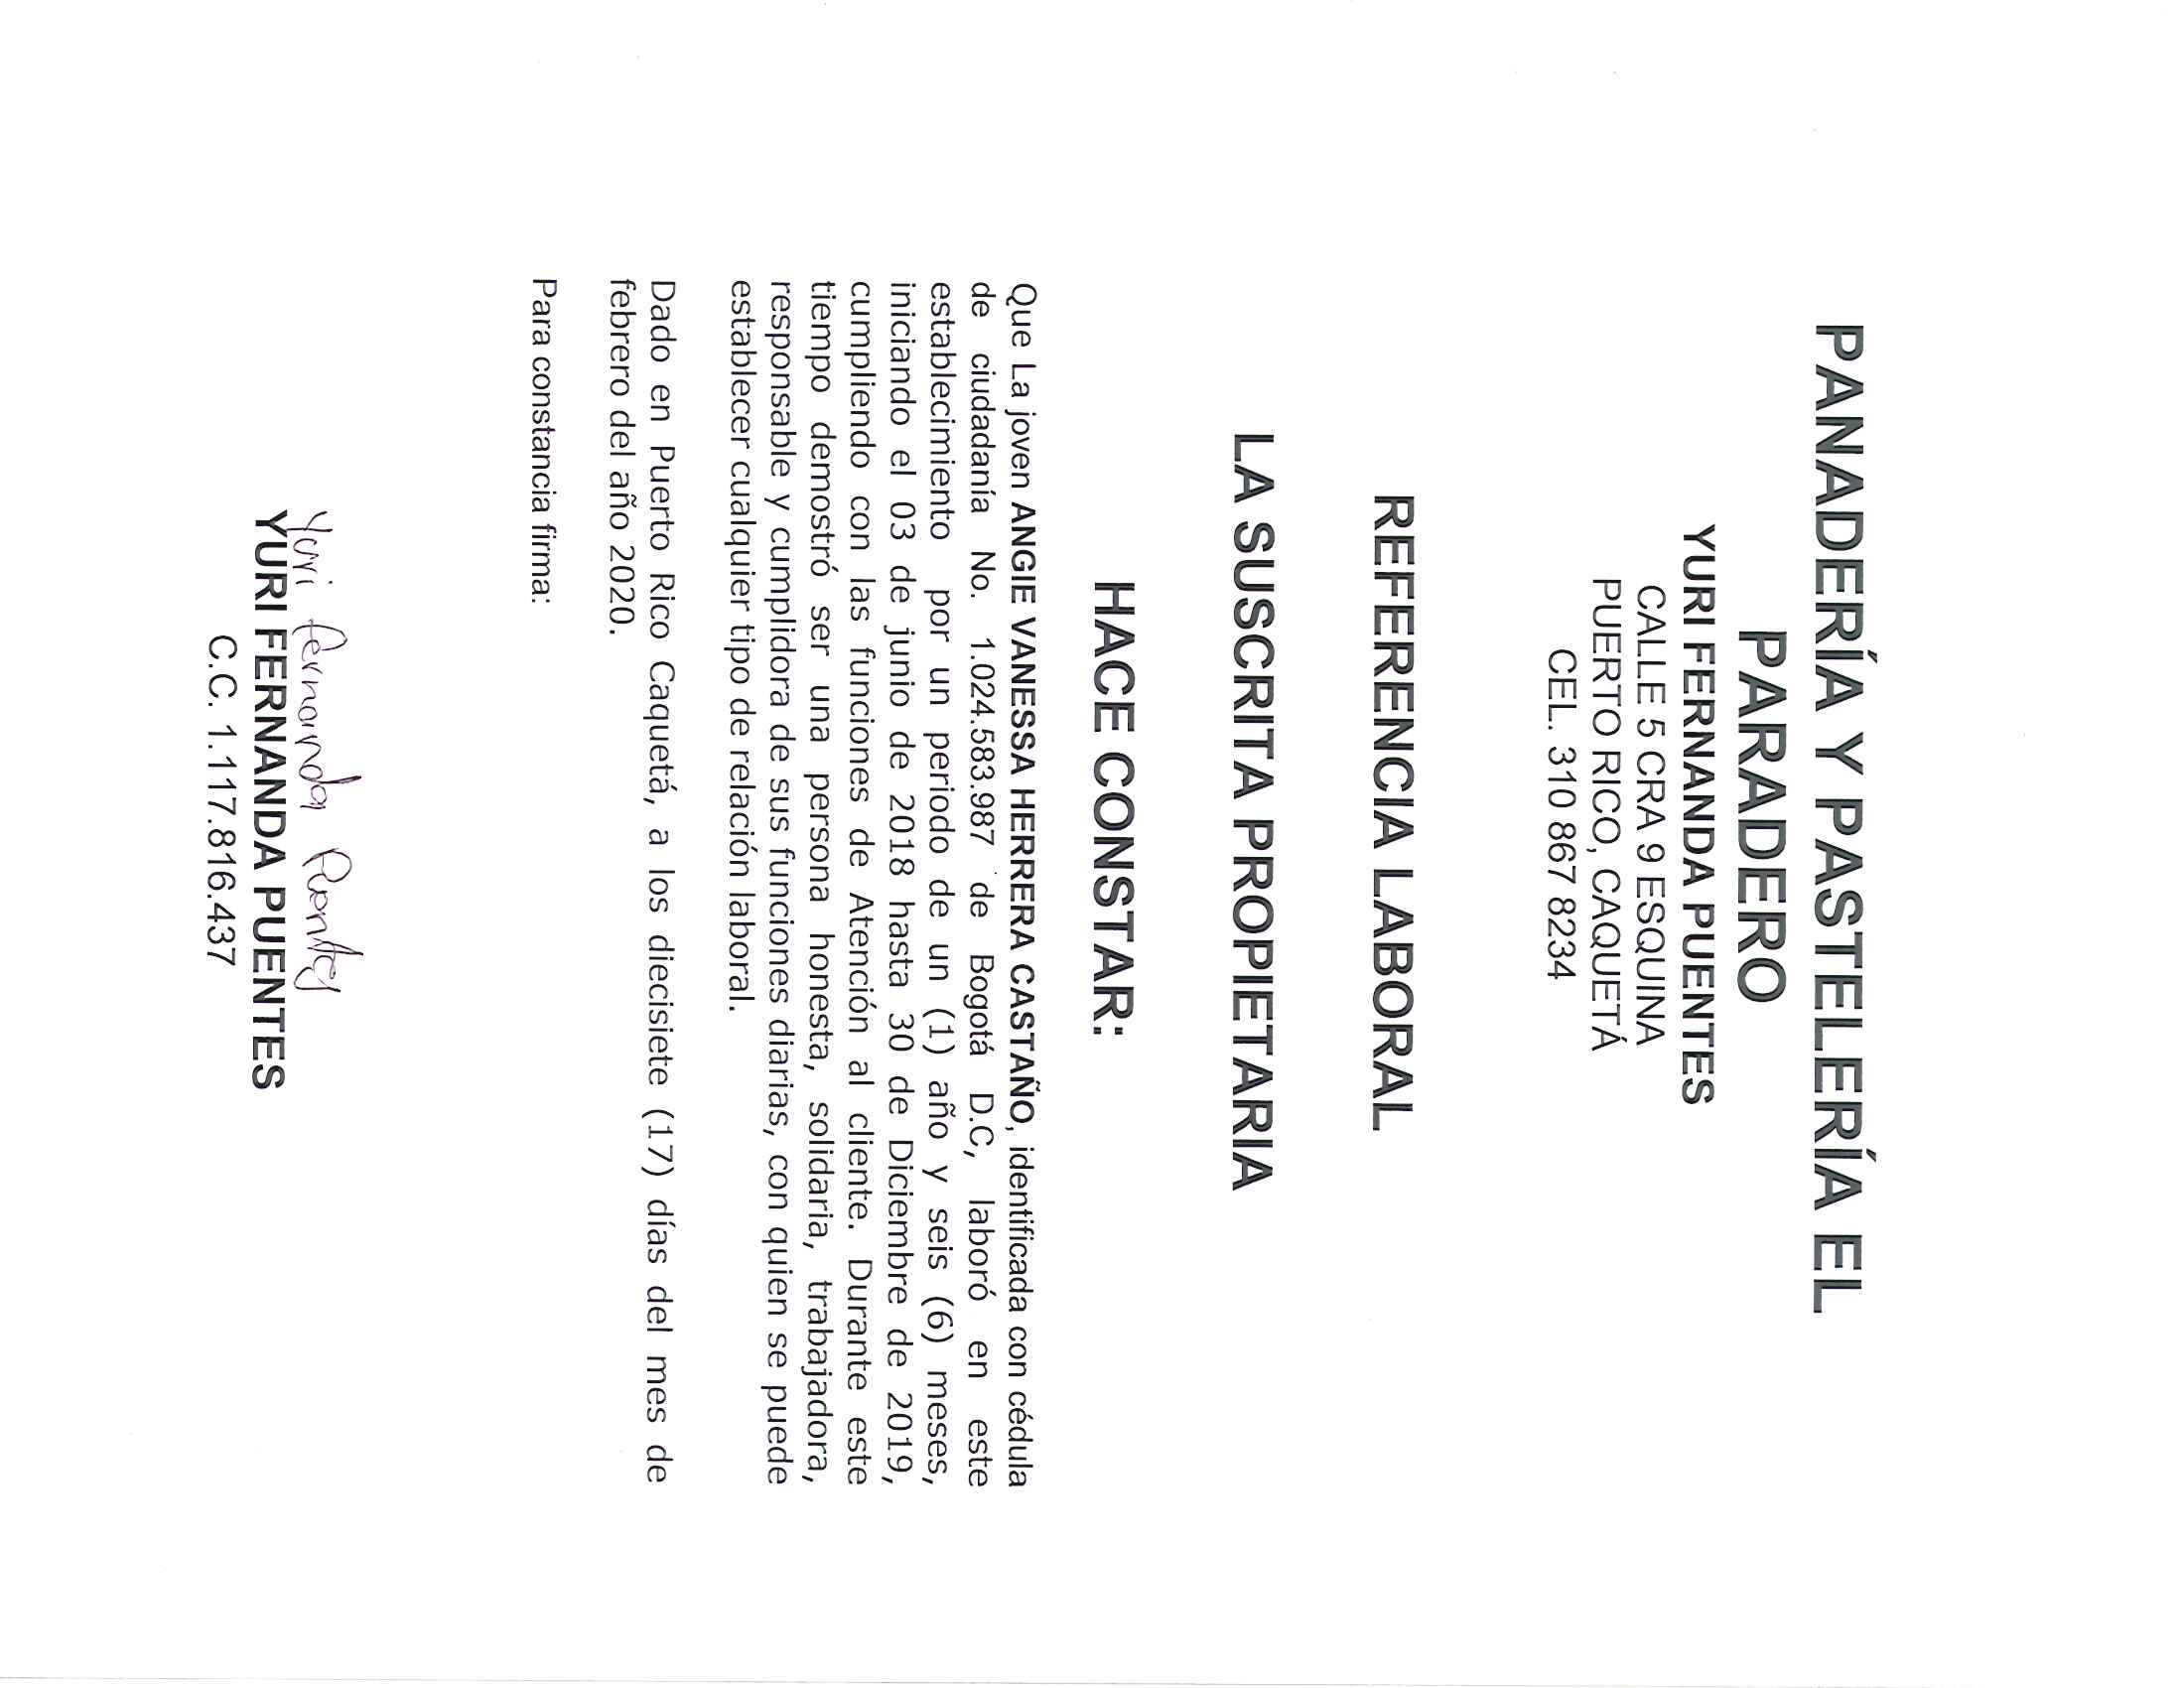 PANADERÍA Y PASTELERÍA EL
PARADERO
YURI FERNANDA PUENTES
CALLE 5 CRA 9 ESQUINA
PUERTO RICO, CAQUETÁ
CEL. 310 867 8234
REFERENCIA LABORAL
LA SUSCRITA PROPIETARIA
HACE CONSTAR:
Que La joven ANGIE VANESSA HERRERA CASTAÑO, identificada con cédula
de ciudadanía No. 1.024.583.987 de Bogotá D.C, laboró en este
establecimiento por un periodo de un (1) año y seis (6) meses,
iniciando el 03 de junio de 2018 hasta 30 de Diciembre de 2019,
cumpliendo con las funciones de Atención al cliente. Durante este
tiempo demostró ser una persona honesta, solidaria, trabajadora,
responsable y cumplidora de sus funciones diarias, con quien se puede
establecer cualquier tipo de relación laboral.
Dado en Puerto Rico Caquetá, a los diecisiete (17) días del mes de
febrero del año 2020.
Para constancia firma:
Yuri fernanda Puentes
YURI FERNANDA PUENTES
C.C. 1.117.816.437